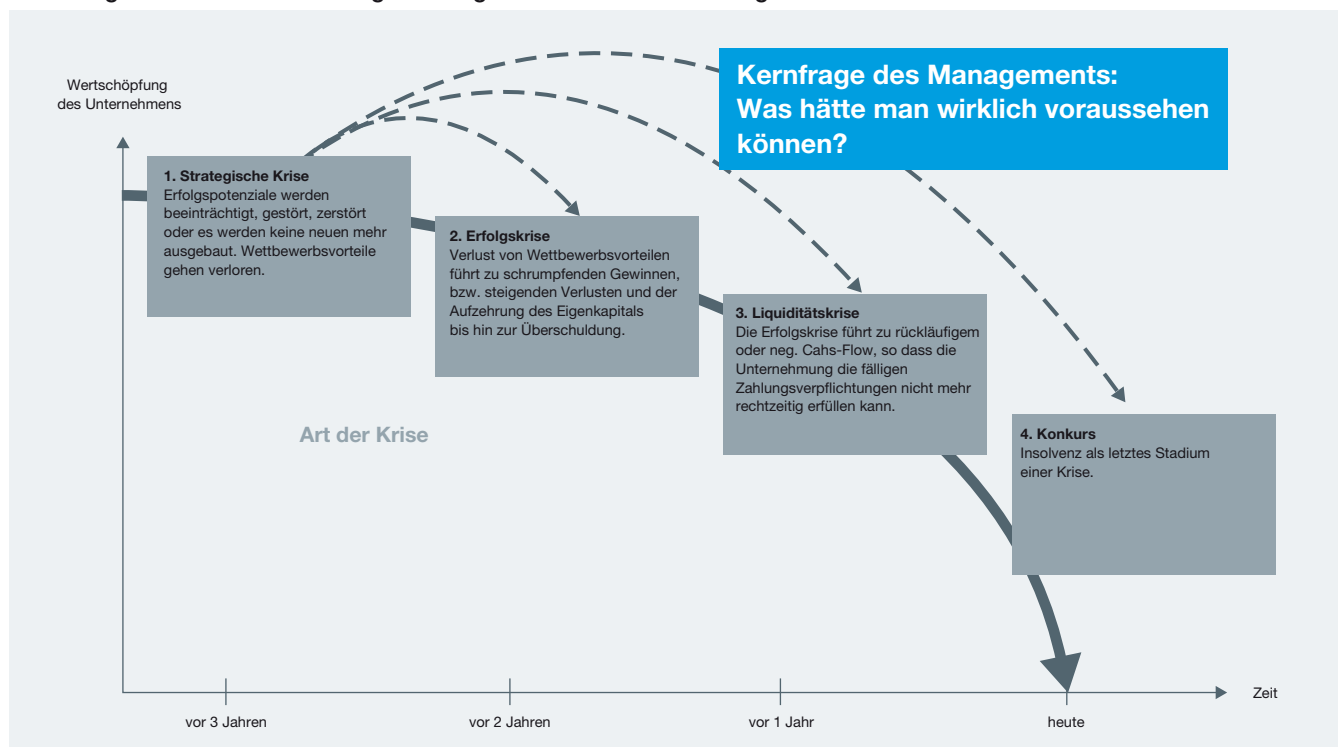 Wertschöpfung
des Unternehmens
Kernfrage des Managements:
Was hätte man wirklich voraussehen
können?
1. Strategische Krise
Erfolgspotenziale werden
beeinträchtigt, gestört, zerstört
oder es werden keine neuen mehr
ausgebaut. Wettbewerbsvorteile
gehen verloren.
2. Erfolgskrise
Verlust von Wettbewerbsvorteilen
führt zu schrumpfenden Gewinnen,
bzw. steigenden Verlusten und der
Aufzehrung des Eigenkapitals
bis hin zur Überschuldung.
3. Liquiditätskrise
Die Erfolgskrise führt zu rückläufigem
oder neg. Cahs-Flow, so dass die
Unternehmung die fälligen
Zahlungsverpflichtungen nicht mehr
rechtzeitig erfüllen kann.
4. Konkurs
Insolvenz als letztes Stadium
einer Krise.
Art der Krise
Zeit
vor 3 Jahren
vor 2 Jahren
vor 1 Jahr
heute